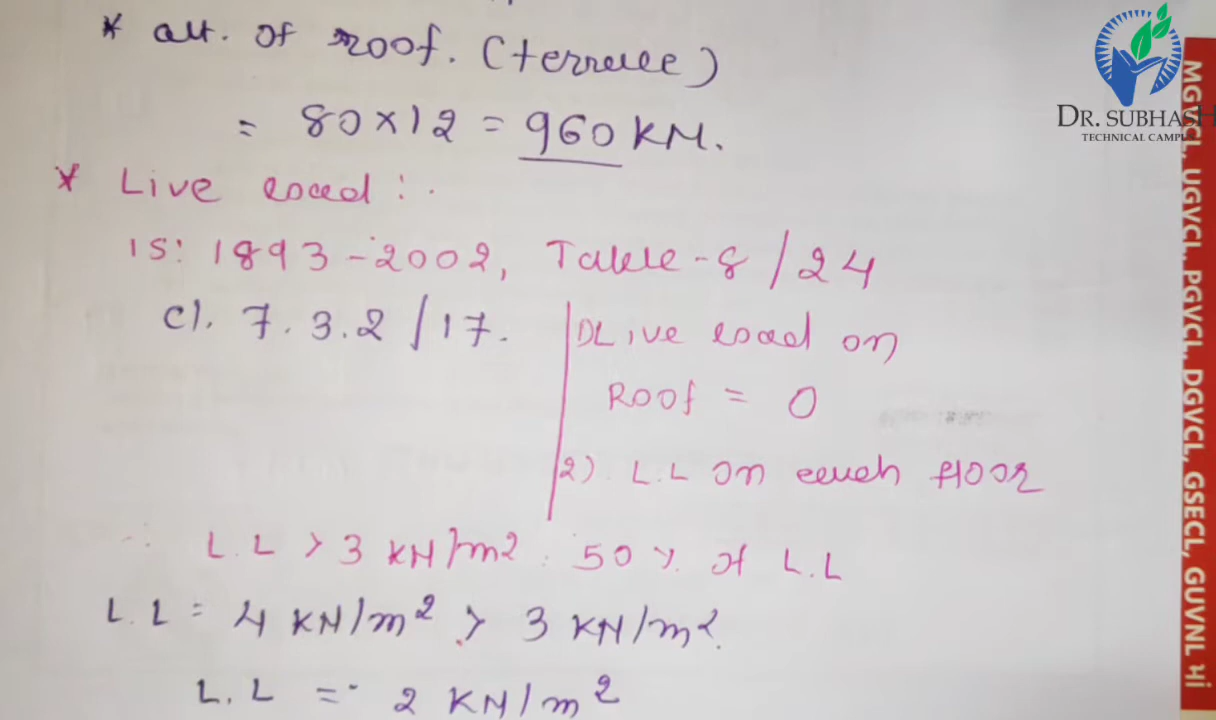 * wt. of roof. (terrace)
= 80×12 = 960 KN.
* Live load :
IS: 1893-2002, Table-8/24
cl. 7.3.2/17.
1) Live load on
Roof = 0
2) L.L on each floor
∴ L.L > 3 KN/m2 . 50 % of L.L
L.L = 4 KN/m2 > 3 KN/m2.
L.L = 2 KN/m2
DR. SUBHASH
TECHNICAL CAMPUS
MGVCL, UGVCL, PGVCL, DGVCL, GSECL, GUVNL માં